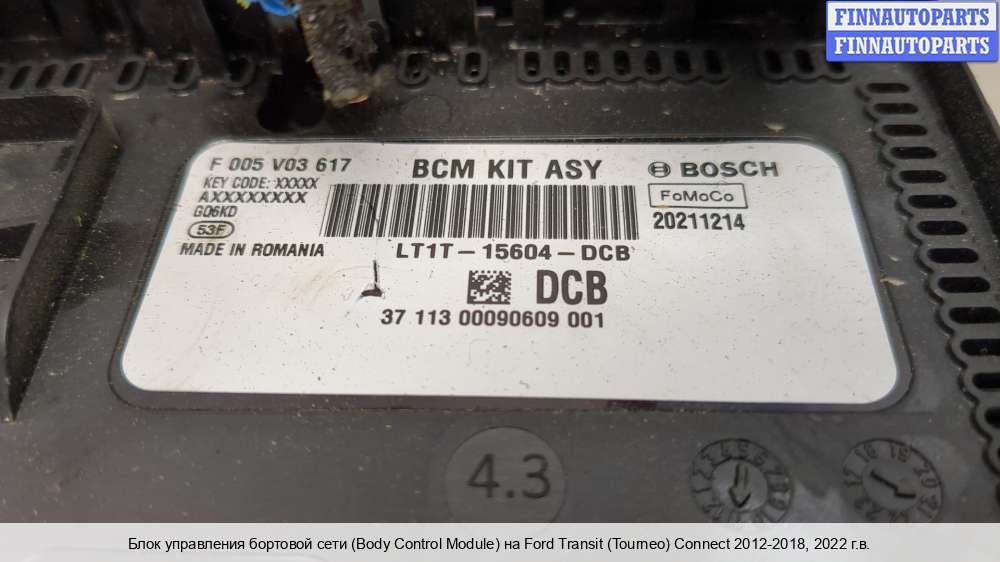 FINNAUTOPARTS
FINNAUTOPARTS
F 005 V03 617
BCM KIT ASY
BOSCH
KEY CODE: XXXXX
AXXXXXXXX
GQ6KD
53F
FoMoCo
20211214
MADE IN ROMANIA
LT1T-15604-DCB
DCB
37 113 00090609 001
4.3
Блок управления бортовой сети (Body Control Module) на Ford Transit (Tourneo) Connect 2012-2018, 2022 г.в.